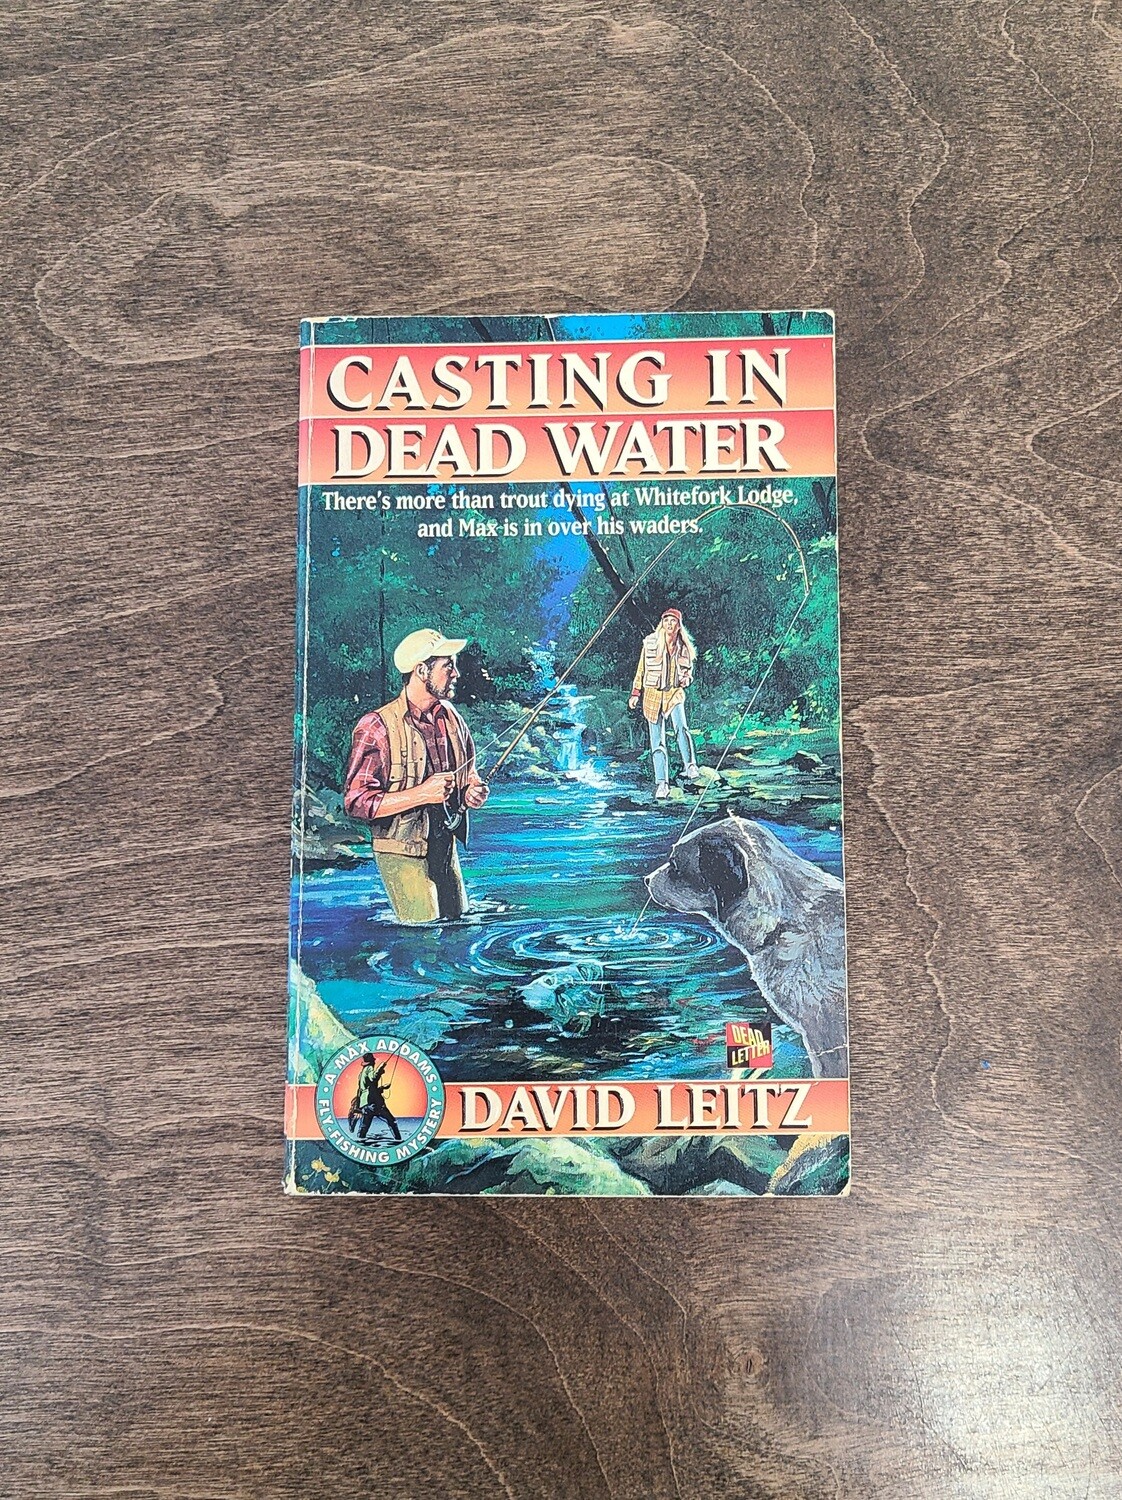 CASTING IN
DEAD WATER
There's more than trout dying at Whitefork Lodge,
and Max is in over his waders.
DEAD
LETTER
A MAX ADDAMS
FLY-FISHING MYSTERY
DAVID LEITZ